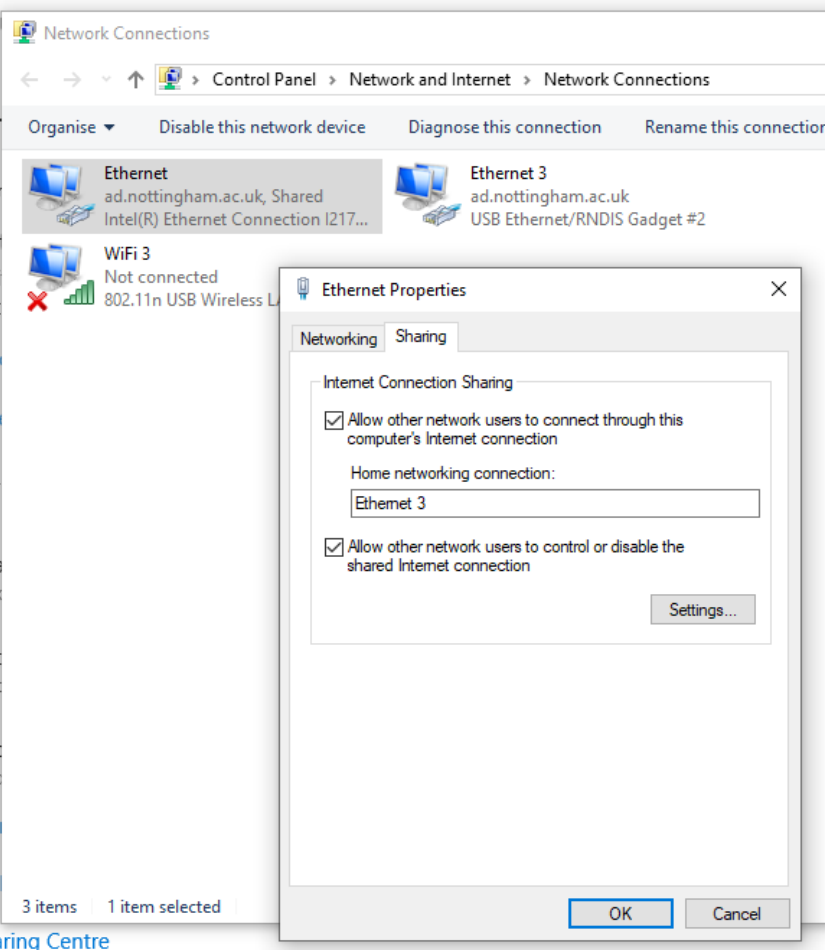 Network Connections
Control Panel > Network and Internet > Network Connections
Organise Disable this network device Diagnose this connection Rename this connection
Ethernet
ad.nottingham.ac.uk, Shared
Intel(R) Ethernet Connection I217...
Ethernet 3
ad.nottingham.ac.uk
USB Ethernet/RNDIS Gadget #2
WiFi 3
Not connected
802.11n USB Wireless LA
Ethernet Properties
Networking Sharing
Internet Connection Sharing
Allow other network users to connect through this
computer's Internet connection
Home networking connection:
Ethernet 3
Allow other network users to control or disable the
shared Internet connection
Settings...
OK Cancel
3 items 1 item selected
aring Centre